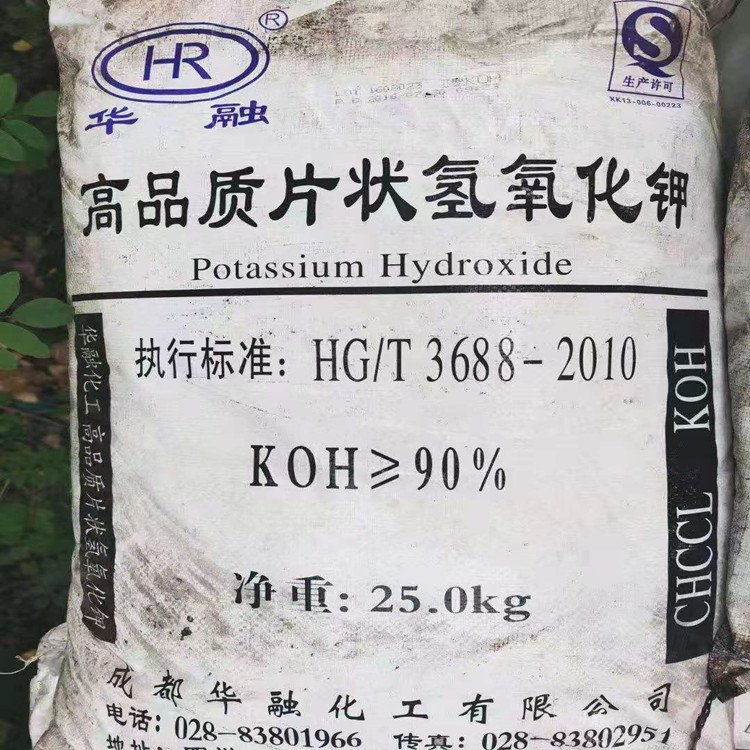 HR®
华融
生产许可
XK13-006-00223
高品质片状氢氧化钾
Potassium Hydroxide
执行标准：HG/T 3688-2010
KOH≥90%
净重：25.0kg
华融化工 高品质片状氢氧化钾
CHCCL KOH
成都华融化工有限公司
电话：028-83801966 传真：028-83802951
地址：